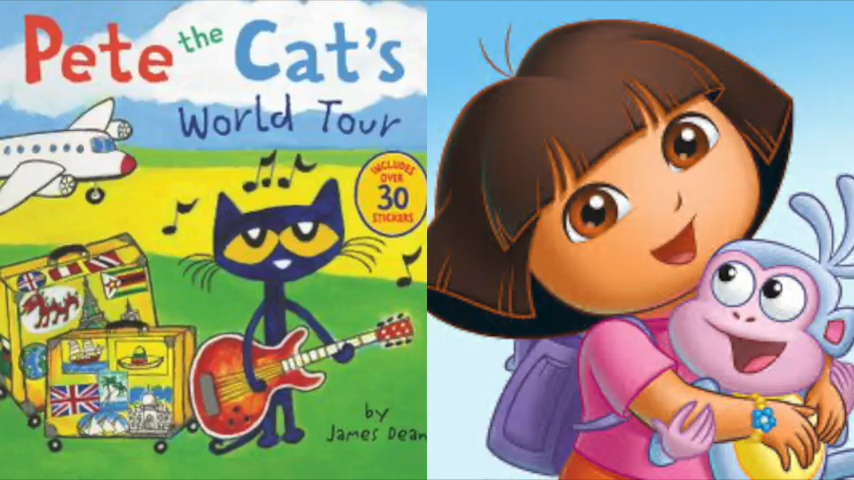 Pete the Cat's
World Tour
INCLUDES
OVER
30
STICKERS
by
James Dean